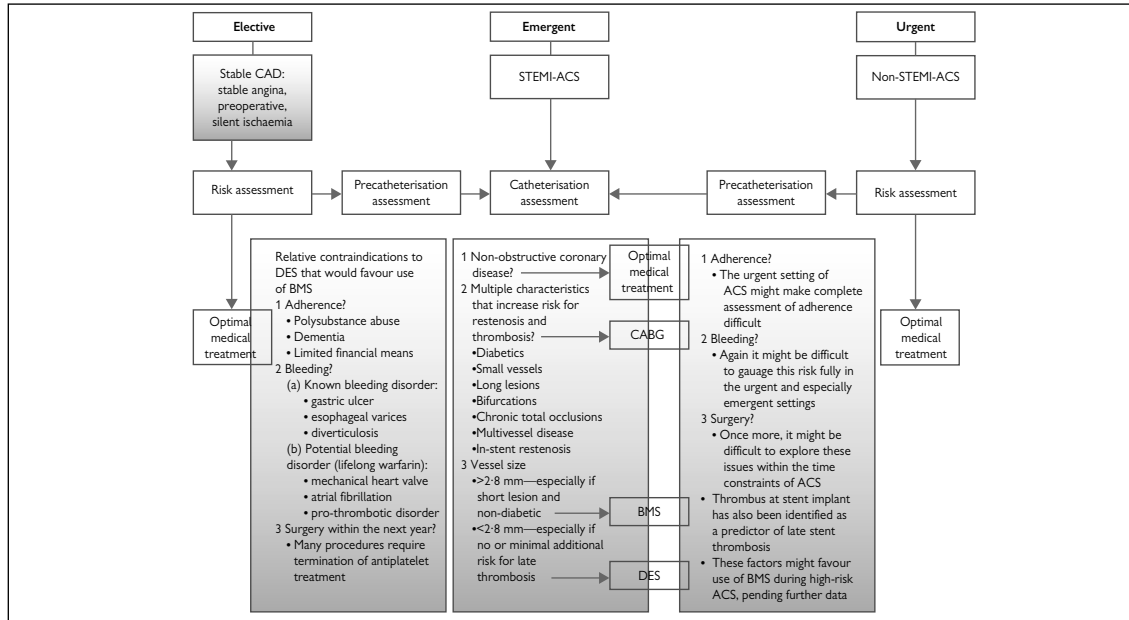 Elective
Emergent
Urgent
Stable CAD:
stable angina,
preoperative,
silent ischaemia
STEMI-ACS
Non-STEMI-ACS
Risk assessment
Precatheterisation
assessment
Catheterisation
assessment
Precatheterisation
assessment
Risk assessment
Optimal
medical
treatment
Relative contraindications to
DES that would favour use
of BMS
1 Adherence?
• Polysubstance abuse
• Dementia
• Limited financial means
2 Bleeding?
(a) Known bleeding disorder:
• gastric ulcer
• esophageal varices
• diverticulosis
(b) Potential bleeding
disorder (lifelong warfarin):
• mechanical heart valve
• atrial fibrillation
• pro-thrombotic disorder
3 Surgery within the next year?
• Many procedures require
termination of antiplatelet
treatment
1 Non-obstructive coronary
disease?
2 Multiple characteristics
that increase risk for
restenosis and
thrombosis?
•Diabetics
•Small vessels
•Long lesions
•Bifurcations
•Chronic total occlusions
•Multivessel disease
•In-stent restenosis
3 Vessel size
•>2·8 mm—especially if
short lesion and
non-diabetic
•<2·8 mm—especially if
no or minimal additional
risk for late
thrombosis
Optimal
medical
treatment
CABG
BMS
DES
1 Adherence?
• The urgent setting of
ACS might make complete
assessment of adherence
difficult
2 Bleeding?
• Again it might be difficult
to gauage this risk fully in
the urgent and especially
emergent settings
3 Surgery?
• Once more, it might be
difficult to explore these
issues within the time
constraints of ACS
• Thrombus at stent implant
has also been identified as
a predictor of late stent
thrombosis
• These factors might favour
use of BMS during high-risk
ACS, pending further data
Optimal
medical
treatment